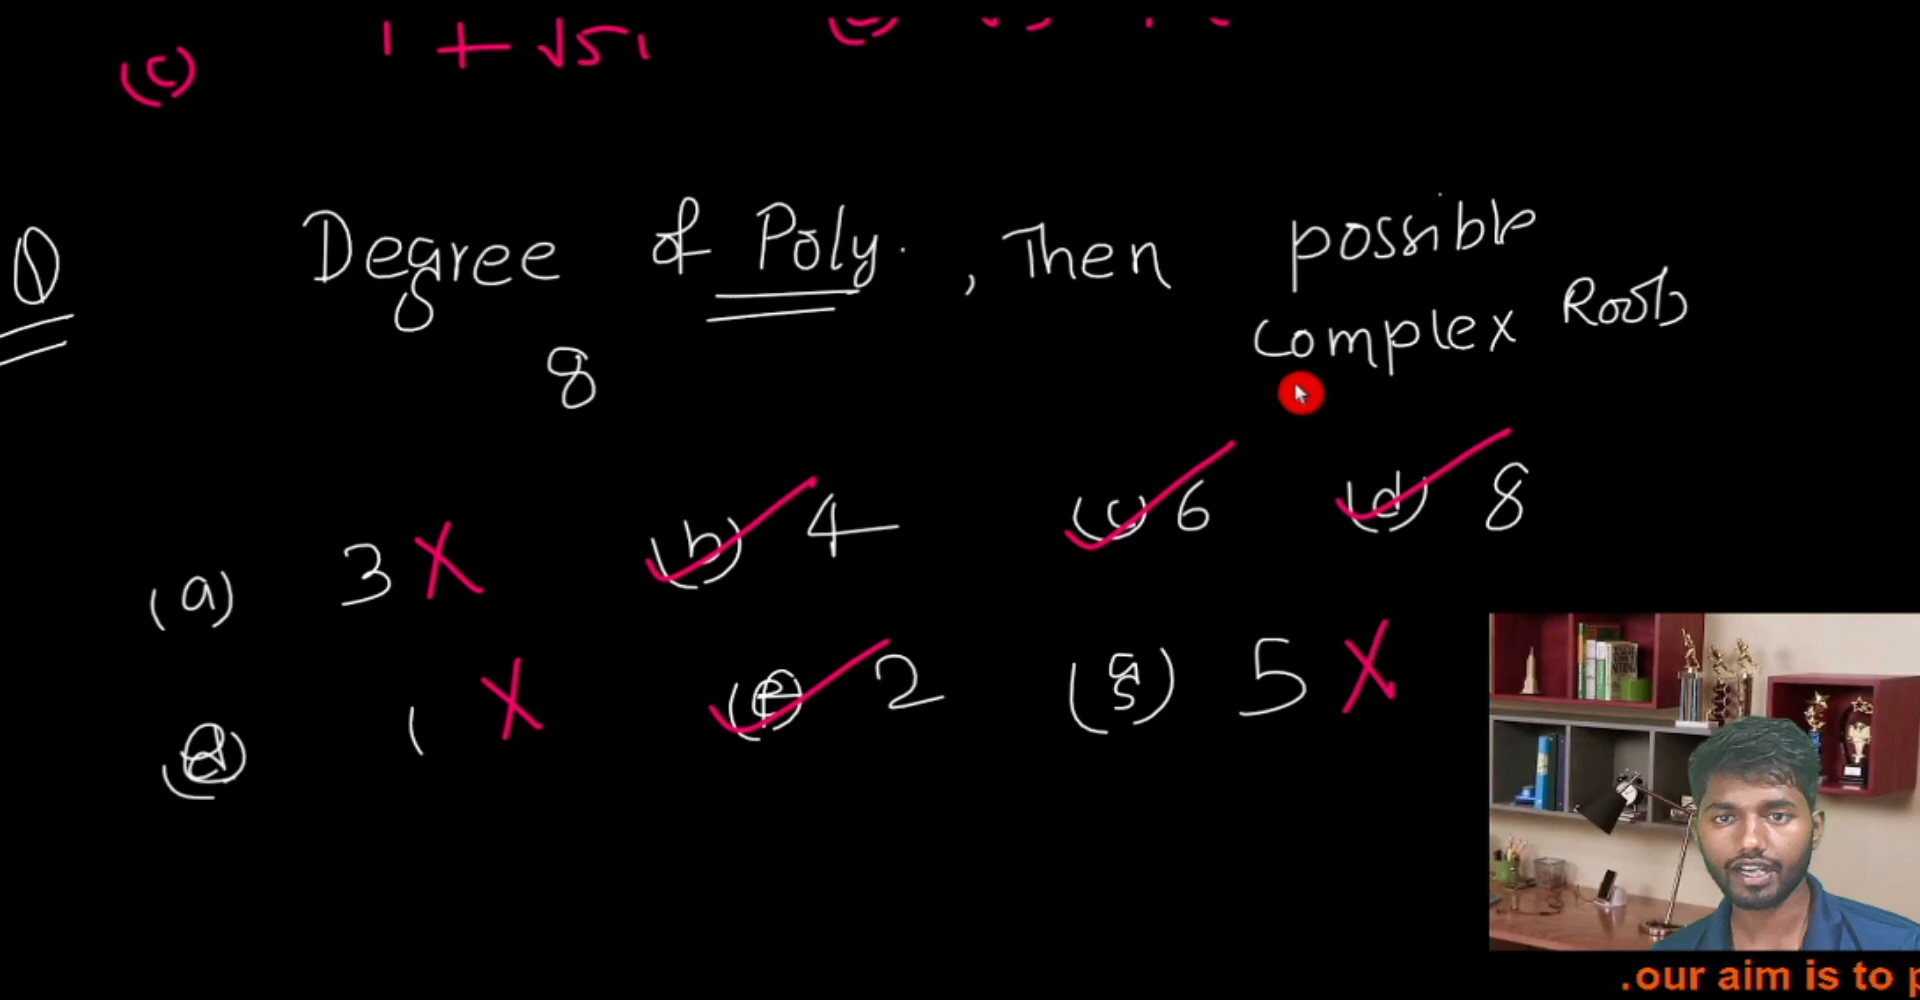 (c) 1 + √51
Q Degree of Poly. , Then possible
8 complex Roots
(a) 3 X (b) 4 (c) 6 (d) 8
(e) 1 X (f) 2 (g) 5 X
.our aim is to p